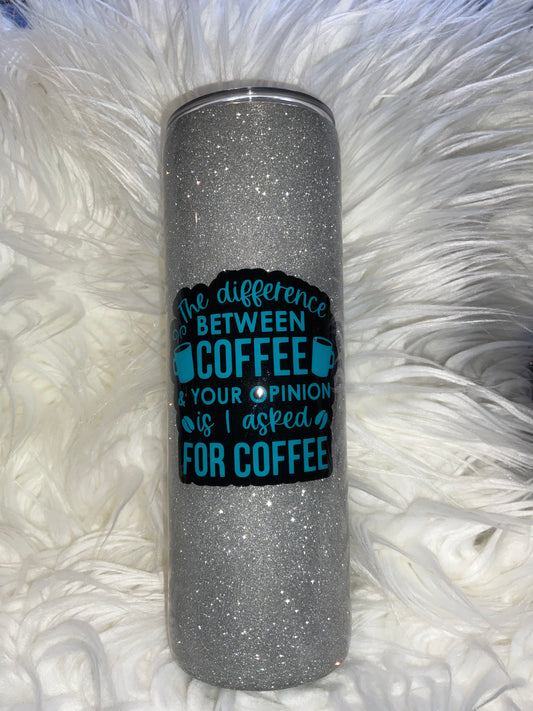 The difference
BETWEEN
COFFEE
& YOUR OPINION
is I asked
FOR COFFEE